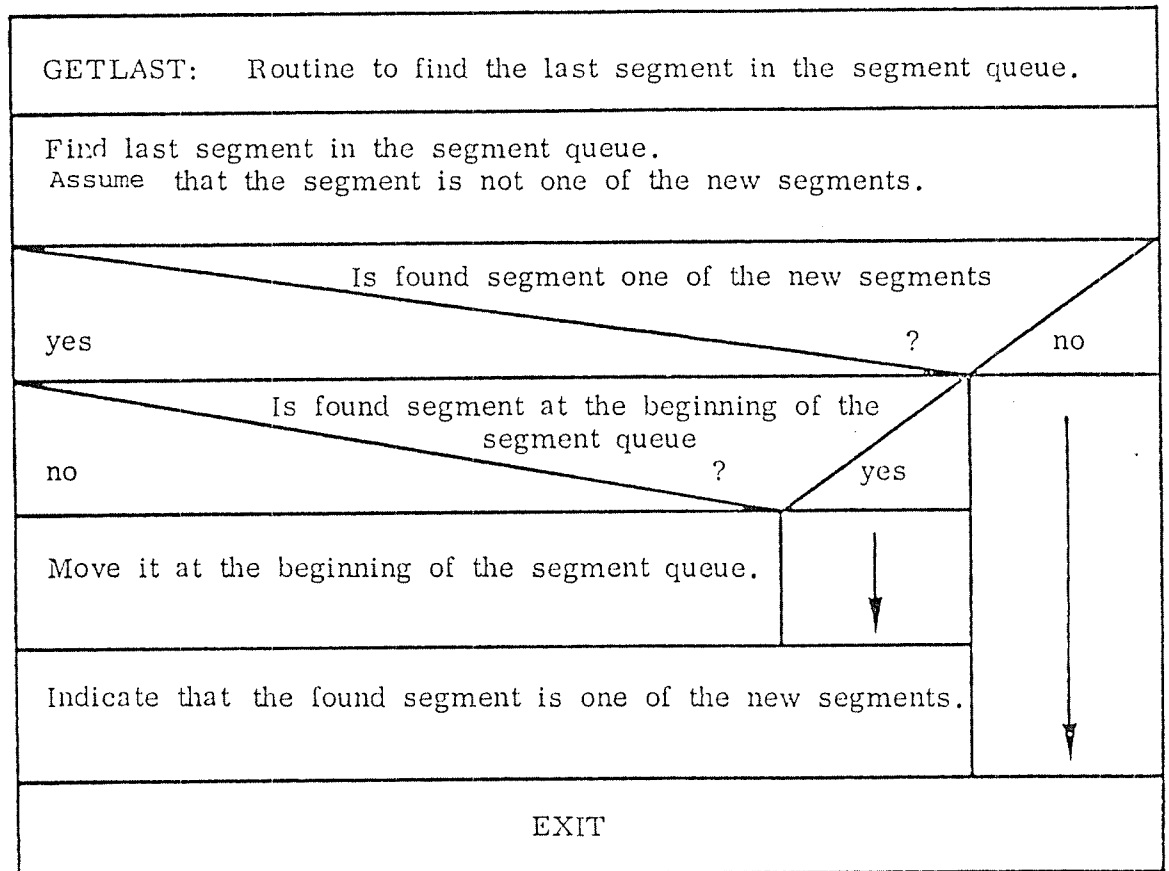 GETLAST: Routine to find the last segment in the segment queue.
Find last segment in the segment queue.
Assume that the segment is not one of the new segments.
Is found segment one of the new segments
yes ? no
Is found segment at the beginning of the
segment queue
no ? yes
Move it at the beginning of the segment queue.
Indicate that the found segment is one of the new segments.
EXIT